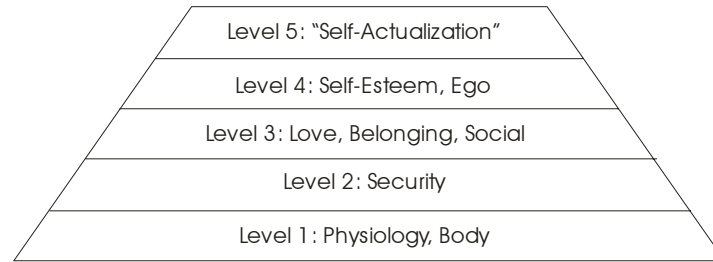 Level 5: “Self-Actualization”
Level 4: Self-Esteem, Ego
Level 3: Love, Belonging, Social
Level 2: Security
Level 1: Physiology, Body